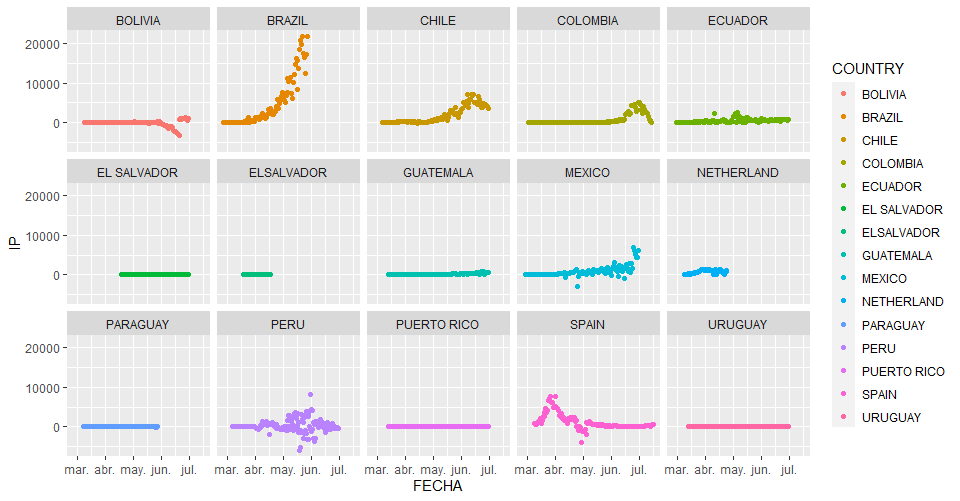 BOLIVIA BRAZIL CHILE COLOMBIA ECUADOR
20000
10000
0
EL SALVADOR ELSALVADOR GUATEMALA MEXICO NETHERLAND
20000
10000
0
PARAGUAY PERU PUERTO RICO SPAIN URUGUAY
20000
10000
0
mar. abr. may. jun. jul. mar. abr. may. jun. jul. mar. abr. may. jun. jul. mar. abr. may. jun. jul. mar. abr. may. jun. jul.
FECHA
IP
COUNTRY
BOLIVIA
BRAZIL
CHILE
COLOMBIA
ECUADOR
EL SALVADOR
ELSALVADOR
GUATEMALA
MEXICO
NETHERLAND
PARAGUAY
PERU
PUERTO RICO
SPAIN
URUGUAY